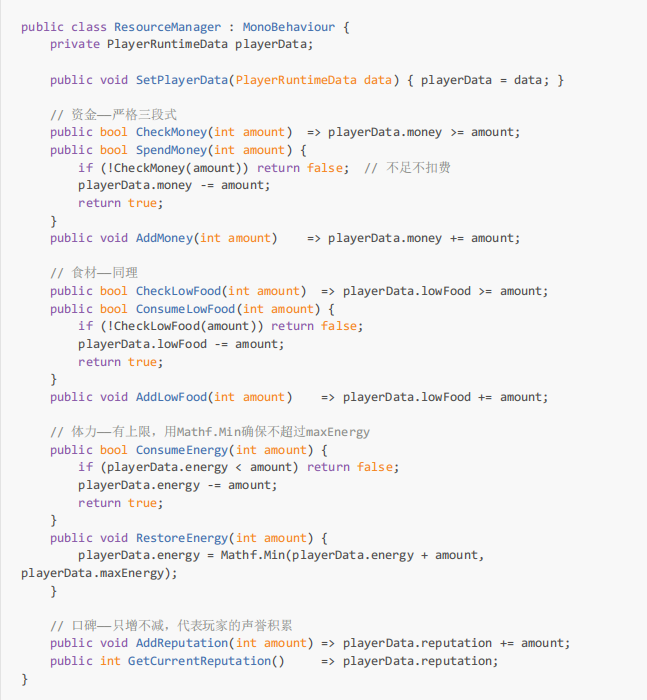 public class ResourceManager : MonoBehaviour {
    private PlayerRuntimeData playerData;

    public void SetPlayerData(PlayerRuntimeData data) { playerData = data; }

    // 资金——严格三段式
    public bool CheckMoney(int amount)  => playerData.money >= amount;
    public bool SpendMoney(int amount) {
        if (!CheckMoney(amount)) return false;  // 不足不扣费
        playerData.money -= amount;
        return true;
    }
    public void AddMoney(int amount)    => playerData.money += amount;

    // 食材——同理
    public bool CheckLowFood(int amount)  => playerData.lowFood >= amount;
    public bool ConsumeLowFood(int amount) {
        if (!CheckLowFood(amount)) return false;
        playerData.lowFood -= amount;
        return true;
    }
    public void AddLowFood(int amount)    => playerData.lowFood += amount;

    // 体力——有上限，用Mathf.Min确保不超过maxEnergy
    public bool ConsumeEnergy(int amount) {
        if (playerData.energy < amount) return false;
        playerData.energy -= amount;
        return true;
    }
    public void RestoreEnergy(int amount) {
        playerData.energy = Mathf.Min(playerData.energy + amount,
playerData.maxEnergy);
    }

    // 口碑——只增不减，代表玩家的声誉积累
    public void AddReputation(int amount) => playerData.reputation += amount;
    public int GetCurrentReputation()     => playerData.reputation;
}